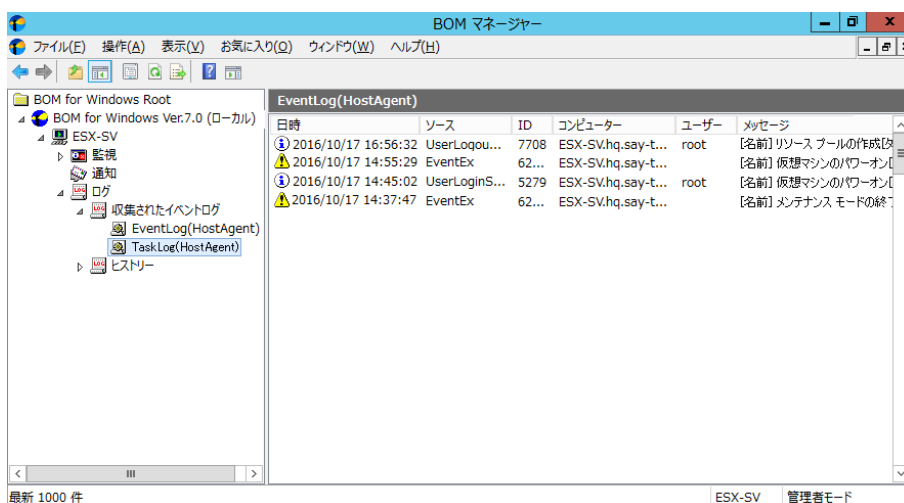 BOM マネージャー
ファイル(F) 操作(A) 表示(V) お気に入り(O) ウィンドウ(W) ヘルプ(H)
BOM for Windows Root
BOM for Windows Ver.7.0 (ローカル)
ESX-SV
監視
通知
ログ
収集されたイベントログ
EventLog(HostAgent)
TaskLog(HostAgent)
ヒストリー
EventLog(HostAgent)
日時 ソース ID コンピューター ユーザー メッセージ
2016/10/17 16:56:32 UserLogou... 7708 ESX-SV.hq.say-t... root [名前] リソース プールの作成[
2016/10/17 14:55:29 EventEx 62... ESX-SV.hq.say-t... [名前] 仮想マシンのパワーオン[
2016/10/17 14:45:02 UserLoginS... 5279 ESX-SV.hq.say-t... root [名前] 仮想マシンのパワーオン[
2016/10/17 14:37:47 EventEx 62... ESX-SV.hq.say-t... [名前] メンテナンス モードの終
最新 1000 件 ESX-SV 管理者モード